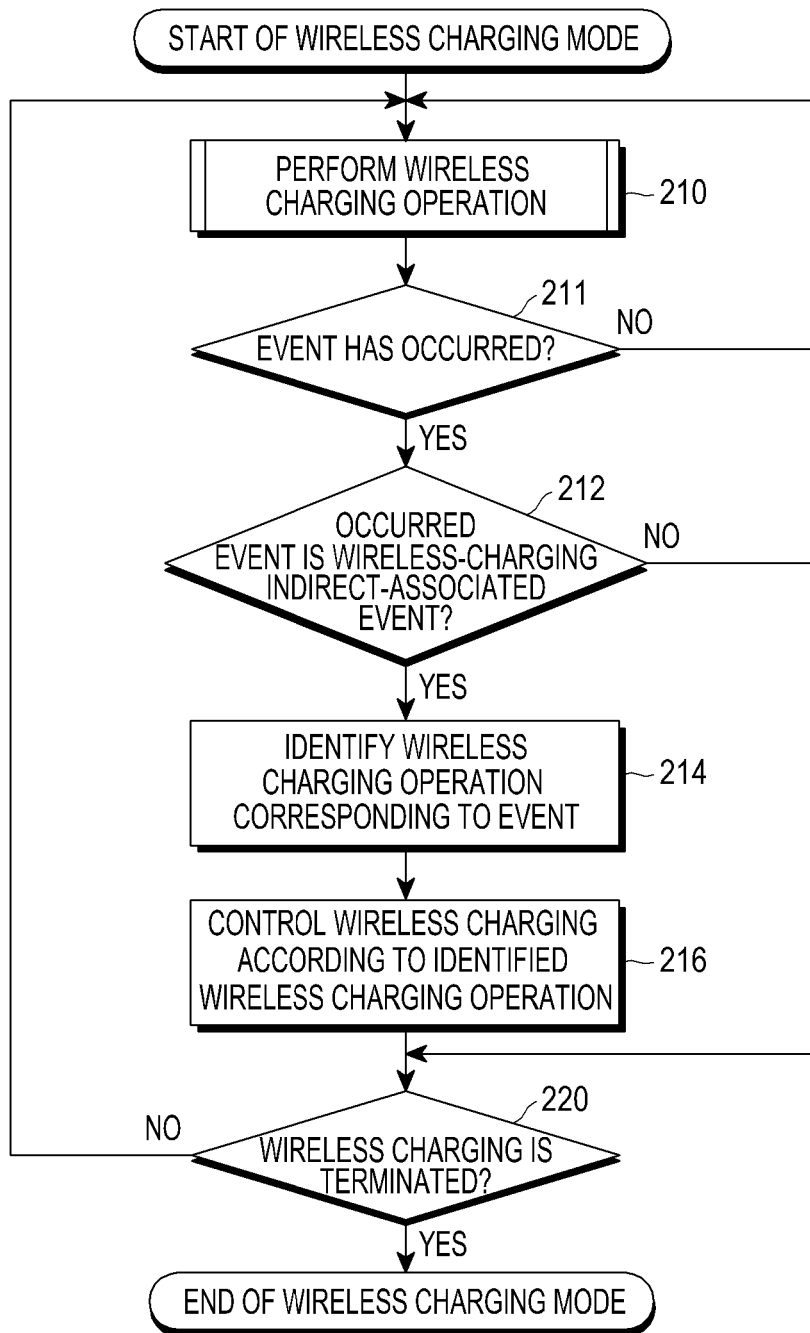 START OF WIRELESS CHARGING MODE
PERFORM WIRELESS
CHARGING OPERATION
210
211
EVENT HAS OCCURRED?
NO
YES
212
OCCURRED
EVENT IS WIRELESS-CHARGING
INDIRECT-ASSOCIATED
EVENT?
NO
YES
IDENTIFY WIRELESS
CHARGING OPERATION
CORRESPONDING TO EVENT
214
CONTROL WIRELESS CHARGING
ACCORDING TO IDENTIFIED
WIRELESS CHARGING OPERATION
216
220
NO
WIRELESS CHARGING IS
TERMINATED?
YES
END OF WIRELESS CHARGING MODE